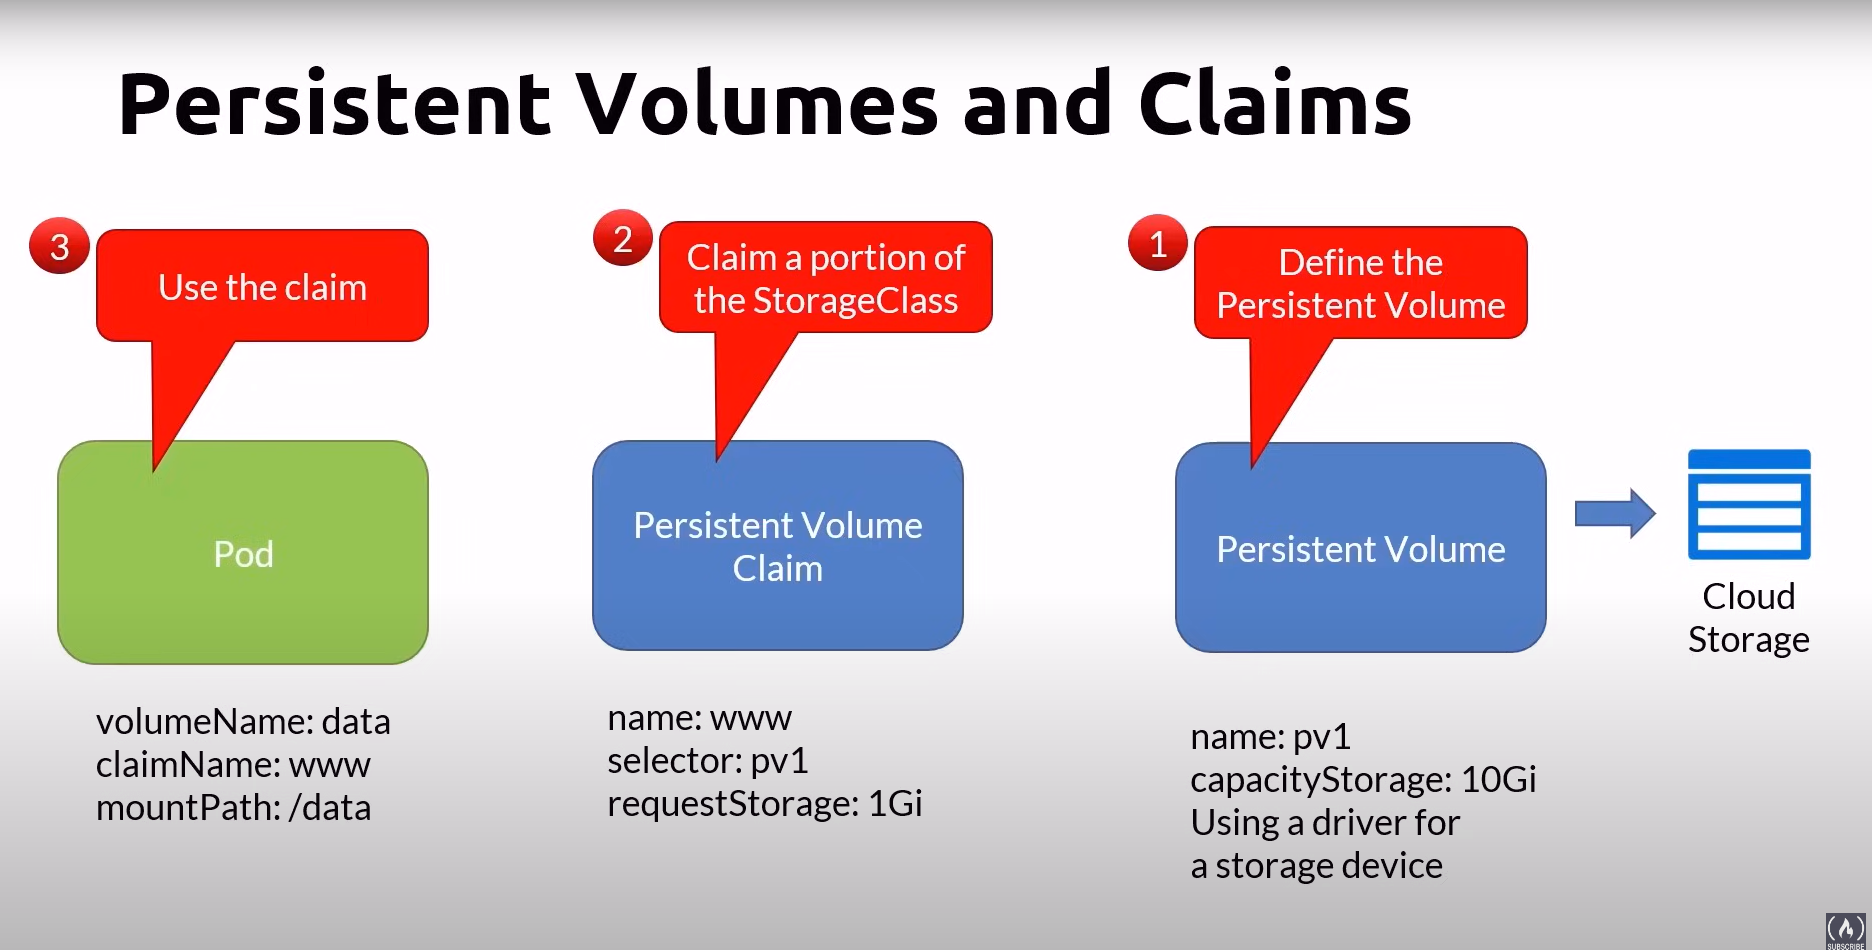 Persistent Volumes and Claims
3
Use the claim
2
Claim a portion of
the StorageClass
1
Define the
Persistent Volume
Pod
Persistent Volume
Claim
Persistent Volume
Cloud
Storage
volumeName: data
claimName: www
mountPath: /data
name: www
selector: pv1
requestStorage: 1Gi
name: pv1
capacityStorage: 10Gi
Using a driver for
a storage device
SUBSCRIBE